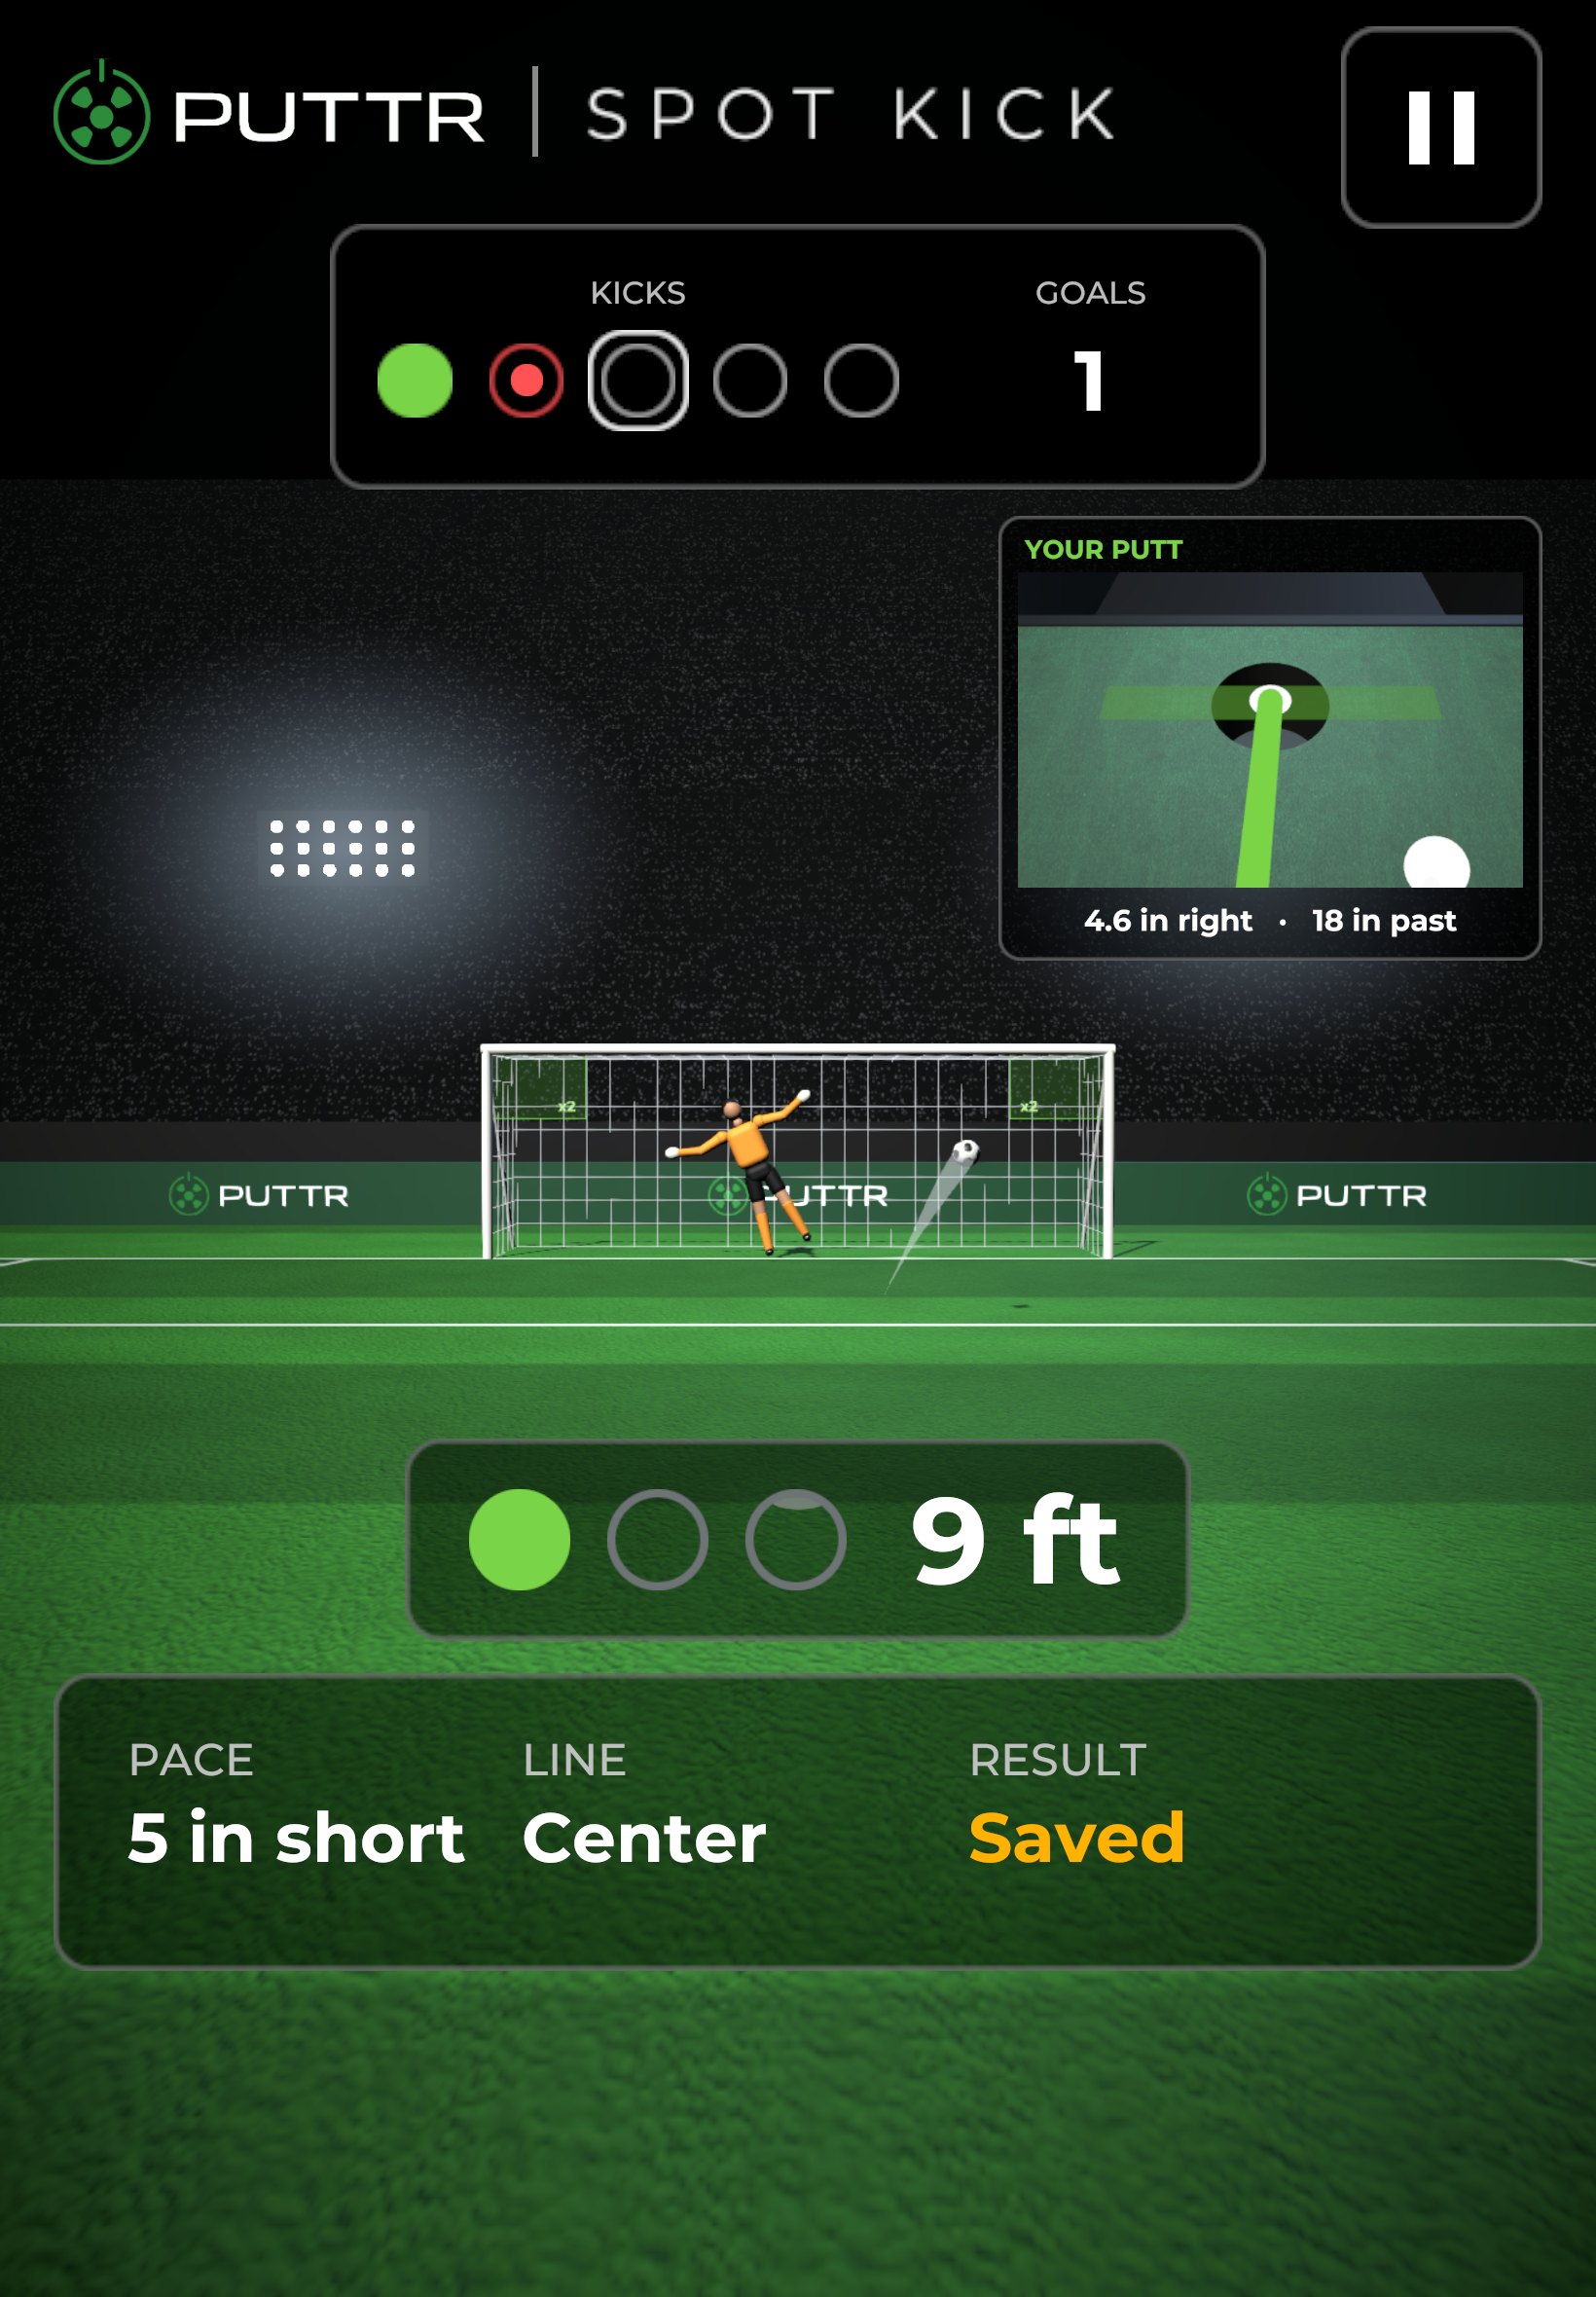 PUTTR | SPOT KICK
KICKS GOALS
1
YOUR PUTT
4.6 in right · 18 in past
x2 x2
PUTTR PUTTR PUTTR
9 ft
PACE LINE RESULT
5 in short Center Saved